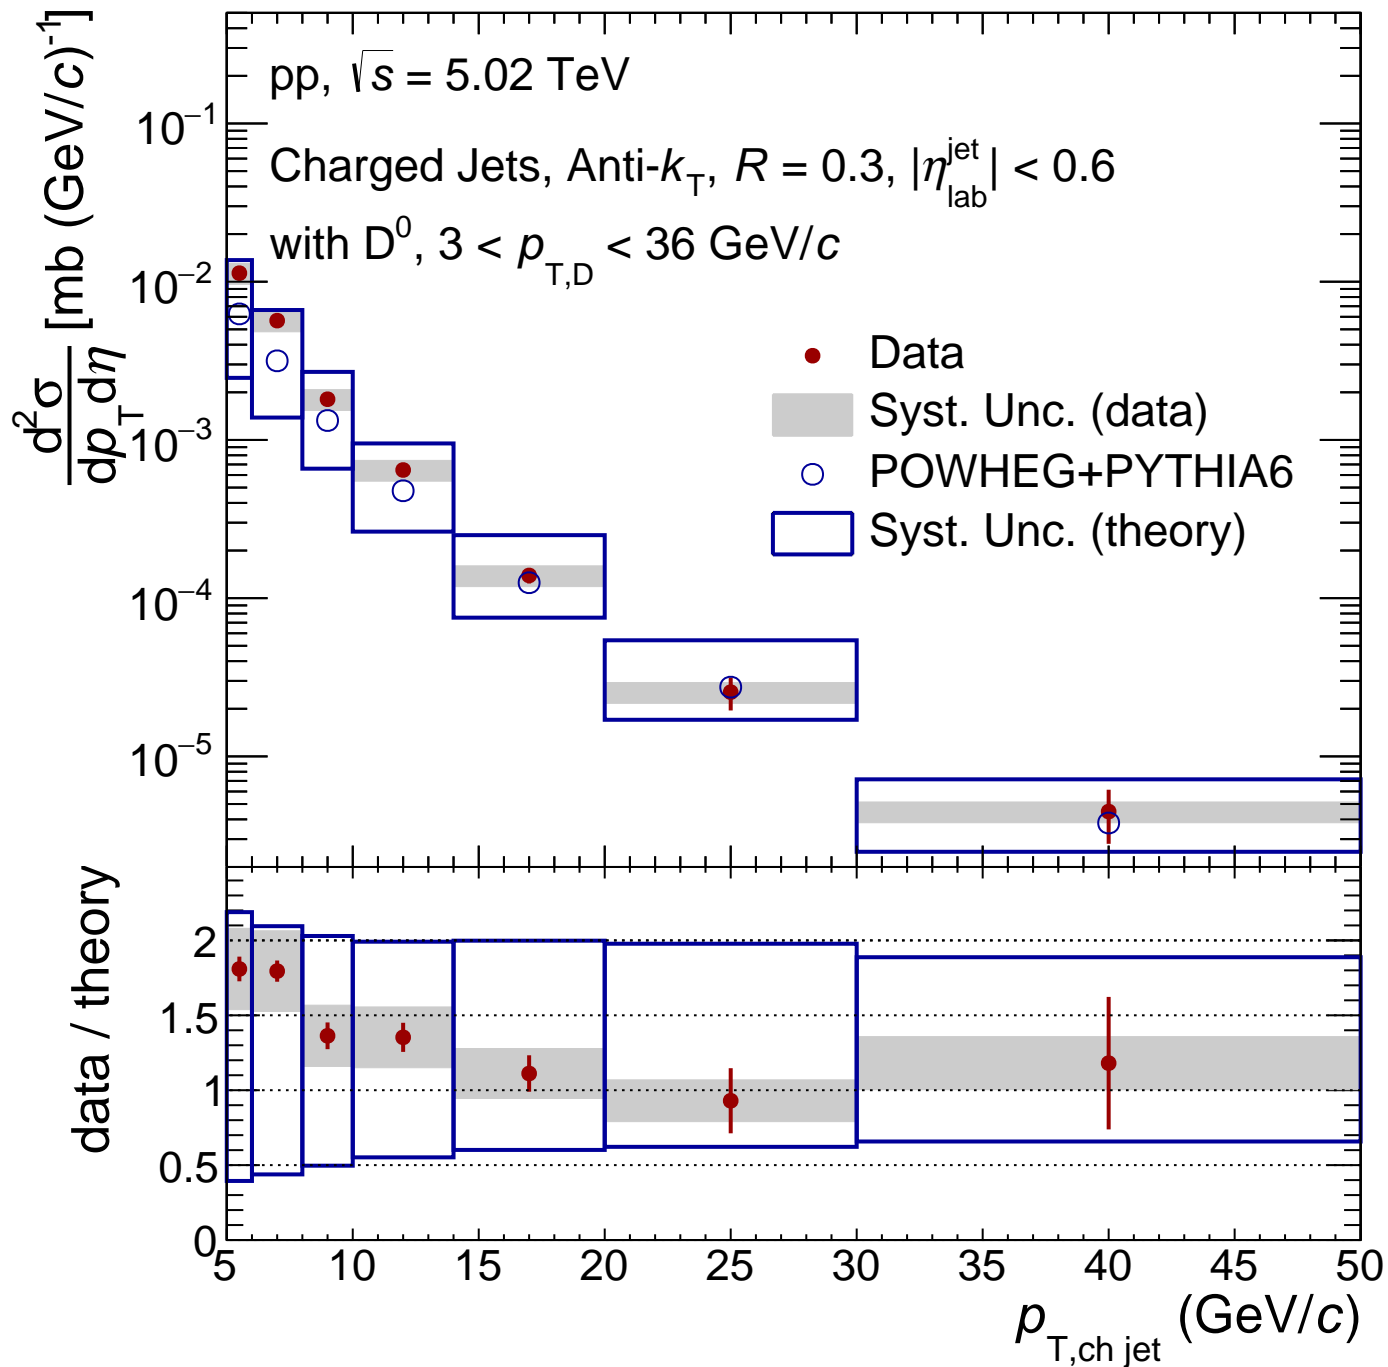 d²σ/dp_T dη [mb (GeV/c)⁻¹]
pp, √s = 5.02 TeV
Charged Jets, Anti-k_T, R = 0.3, |η_lab^jet| < 0.6
with D⁰, 3 < p_T,D < 36 GeV/c
10⁻¹
10⁻²
10⁻³
10⁻⁴
10⁻⁵
Data
Syst. Unc. (data)
POWHEG+PYTHIA6
Syst. Unc. (theory)
data / theory
2
1.5
1
0.5
0
5 10 15 20 25 30 35 40 45 50
p_T,ch jet (GeV/c)